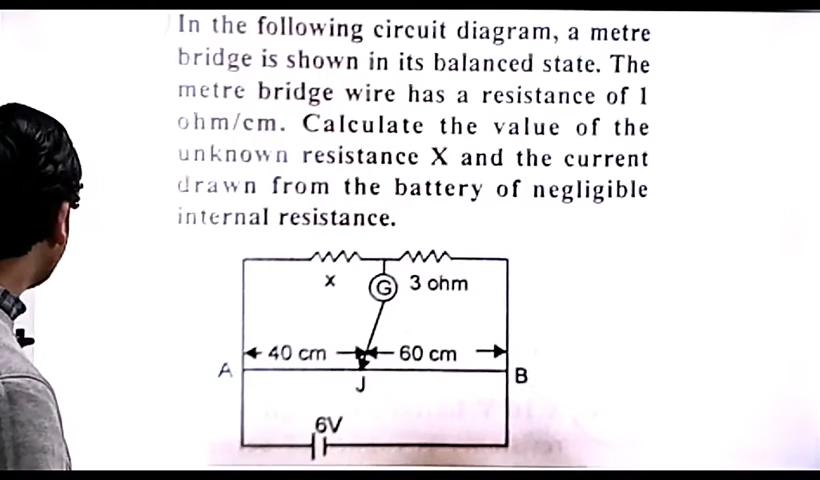 In the following circuit diagram, a metre
bridge is shown in its balanced state. The
metre bridge wire has a resistance of 1
ohm/cm. Calculate the value of the
unknown resistance X and the current
drawn from the battery of negligible
internal resistance.
X
G
3 ohm
40 cm
60 cm
A
J
B
6V